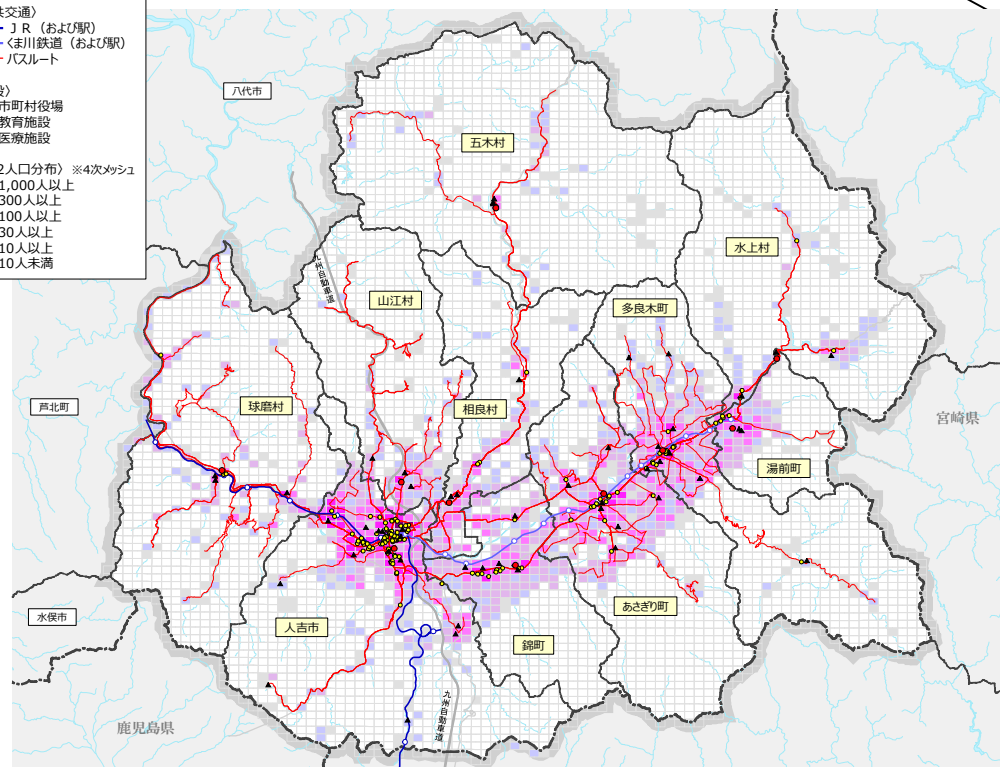 共交通〉
ＪＲ（および駅）
くま川鉄道（および駅）
バスルート
設〉
市町村役場
教育施設
医療施設
2人口分布〉 ※4次メッシュ
1,000人以上
300人以上
100人以上
30人以上
10人以上
10人未満
八代市
五木村
水上村
九州自動車道
山江村
多良木町
芦北町
球磨村
相良村
宮崎県
湯前町
水俣市
人吉市
あさぎり町
錦町
九州自動車道
鹿児島県